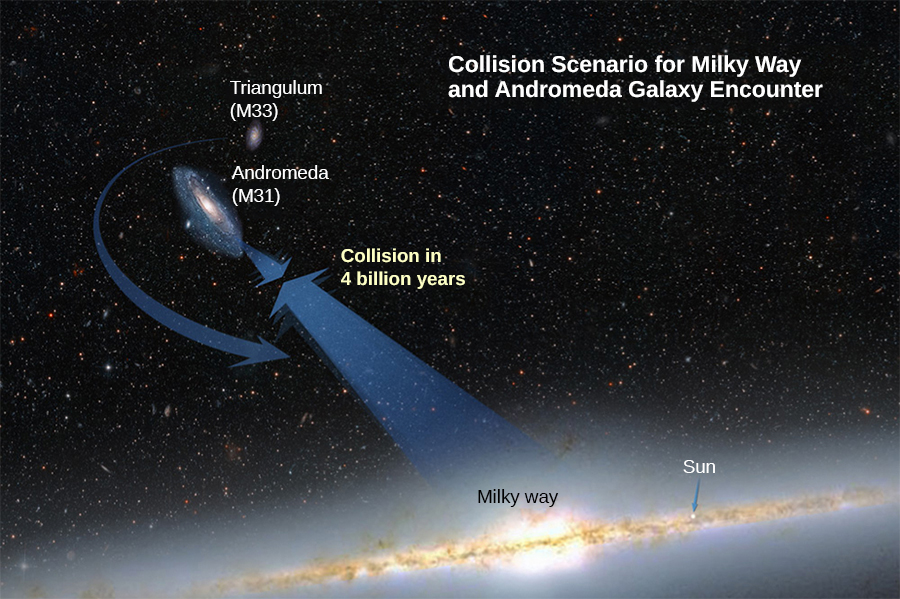 Collision Scenario for Milky Way
and Andromeda Galaxy Encounter
Triangulum
(M33)
Andromeda
(M31)
Collision in
4 billion years
Sun
Milky way